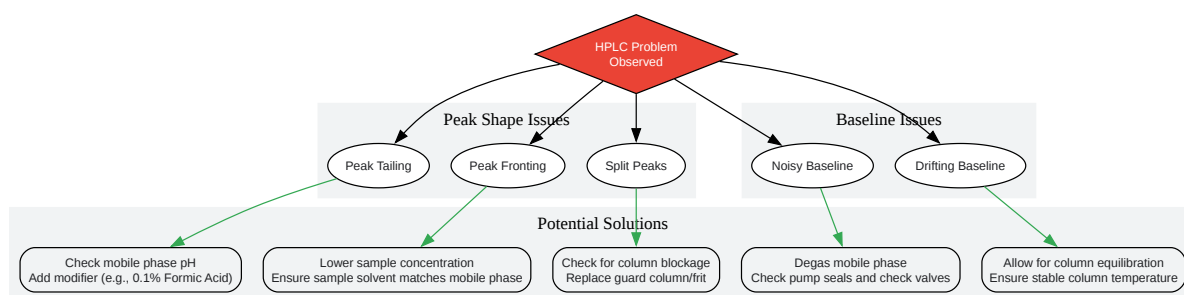 HPLC Problem
Observed
Peak Shape Issues
Baseline Issues
Peak Tailing
Peak Fronting
Split Peaks
Noisy Baseline
Drifting Baseline
Potential Solutions
Check mobile phase pH
Add modifier (e.g., 0.1% Formic Acid)
Lower sample concentration
Ensure sample solvent matches mobile phase
Check for column blockage
Replace guard column/frit
Degas mobile phase
Check pump seals and check valves
Allow for column equilibration
Ensure stable column temperature